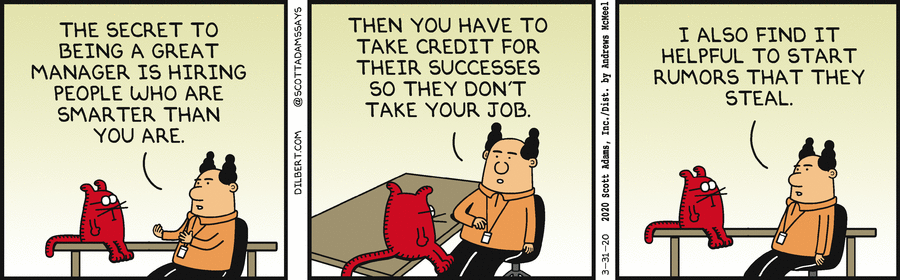 THE SECRET TO
BEING A GREAT
MANAGER IS HIRING
PEOPLE WHO ARE
SMARTER THAN
YOU ARE.
DILBERT.COM @SCOTTADAMSSAYS
THEN YOU HAVE TO
TAKE CREDIT FOR
THEIR SUCCESSES
SO THEY DON'T
TAKE YOUR JOB.
3-31-20 2020 Scott Adams, Inc./Dist. by Andrews McMeel
I ALSO FIND IT
HELPFUL TO START
RUMORS THAT THEY
STEAL.